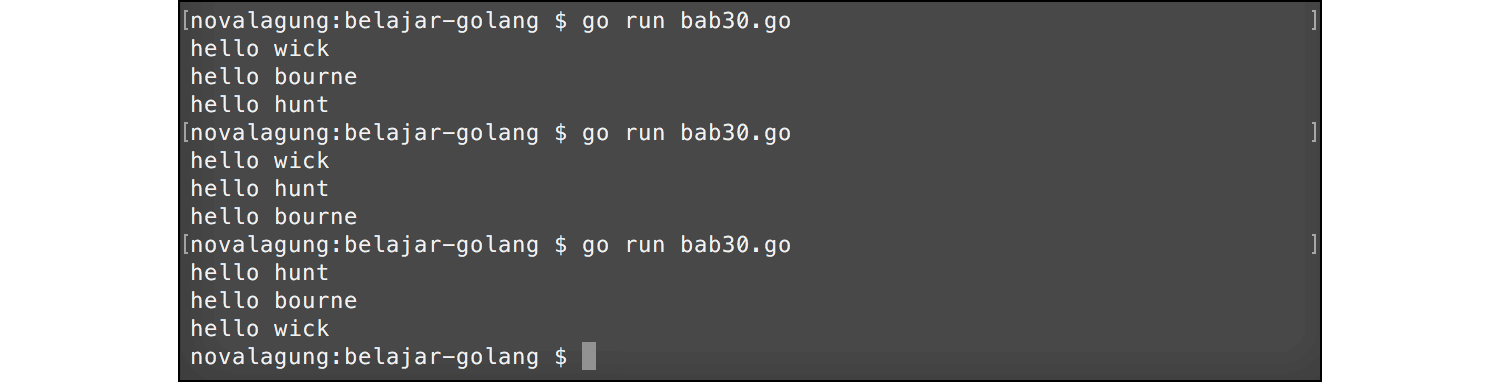 [novalagung:belajar-golang $ go run bab30.go ]
hello wick
hello bourne
hello hunt
[novalagung:belajar-golang $ go run bab30.go ]
hello wick
hello hunt
hello bourne
[novalagung:belajar-golang $ go run bab30.go ]
hello hunt
hello bourne
hello wick
novalagung:belajar-golang $